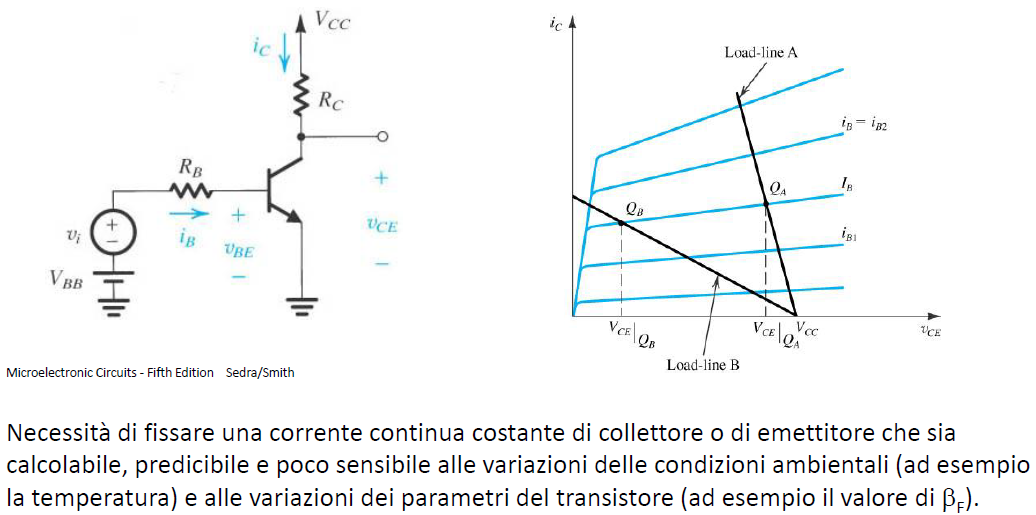 V_CC
i_C
R_C
R_B
+
i_B
+
v_BE
−
+
v_CE
−
v_i
+
−
V_BB
i_C
Load-line A
i_B = i_B2
Q_A
I_B
Q_B
i_B1
V_CE|Q_B
V_CE|Q_A
V_CC
v_CE
Load-line B
Microelectronic Circuits - Fifth Edition Sedra/Smith
Necessità di fissare una corrente continua costante di collettore o di emettitore che sia
calcolabile, predicibile e poco sensibile alle variazioni delle condizioni ambientali (ad esempio
la temperatura) e alle variazioni dei parametri del transistore (ad esempio il valore di β_F).